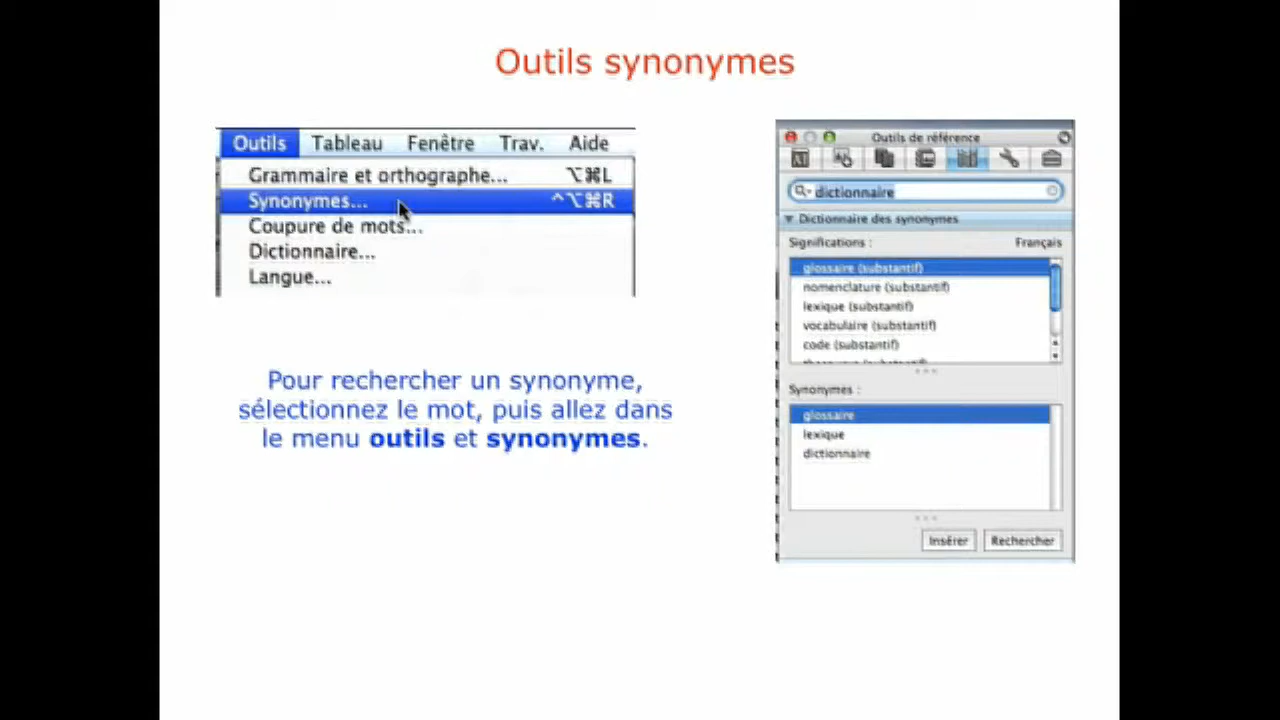 Outils synonymes
Outils Tableau Fenêtre Trav. Aide
Grammaire et orthographe... ⌥⌘L
Synonymes... ^⌥⌘R
Coupure de mots...
Dictionnaire...
Langue...
Pour rechercher un synonyme,
sélectionnez le mot, puis allez dans
le menu outils et synonymes.
Outils de référence
dictionnaire
Dictionnaire des synonymes
Significations : Français
glossaire (substantif)
nomenclature (substantif)
lexique (substantif)
vocabulaire (substantif)
code (substantif)
Synonymes :
glossaire
lexique
dictionnaire
Insérer Rechercher